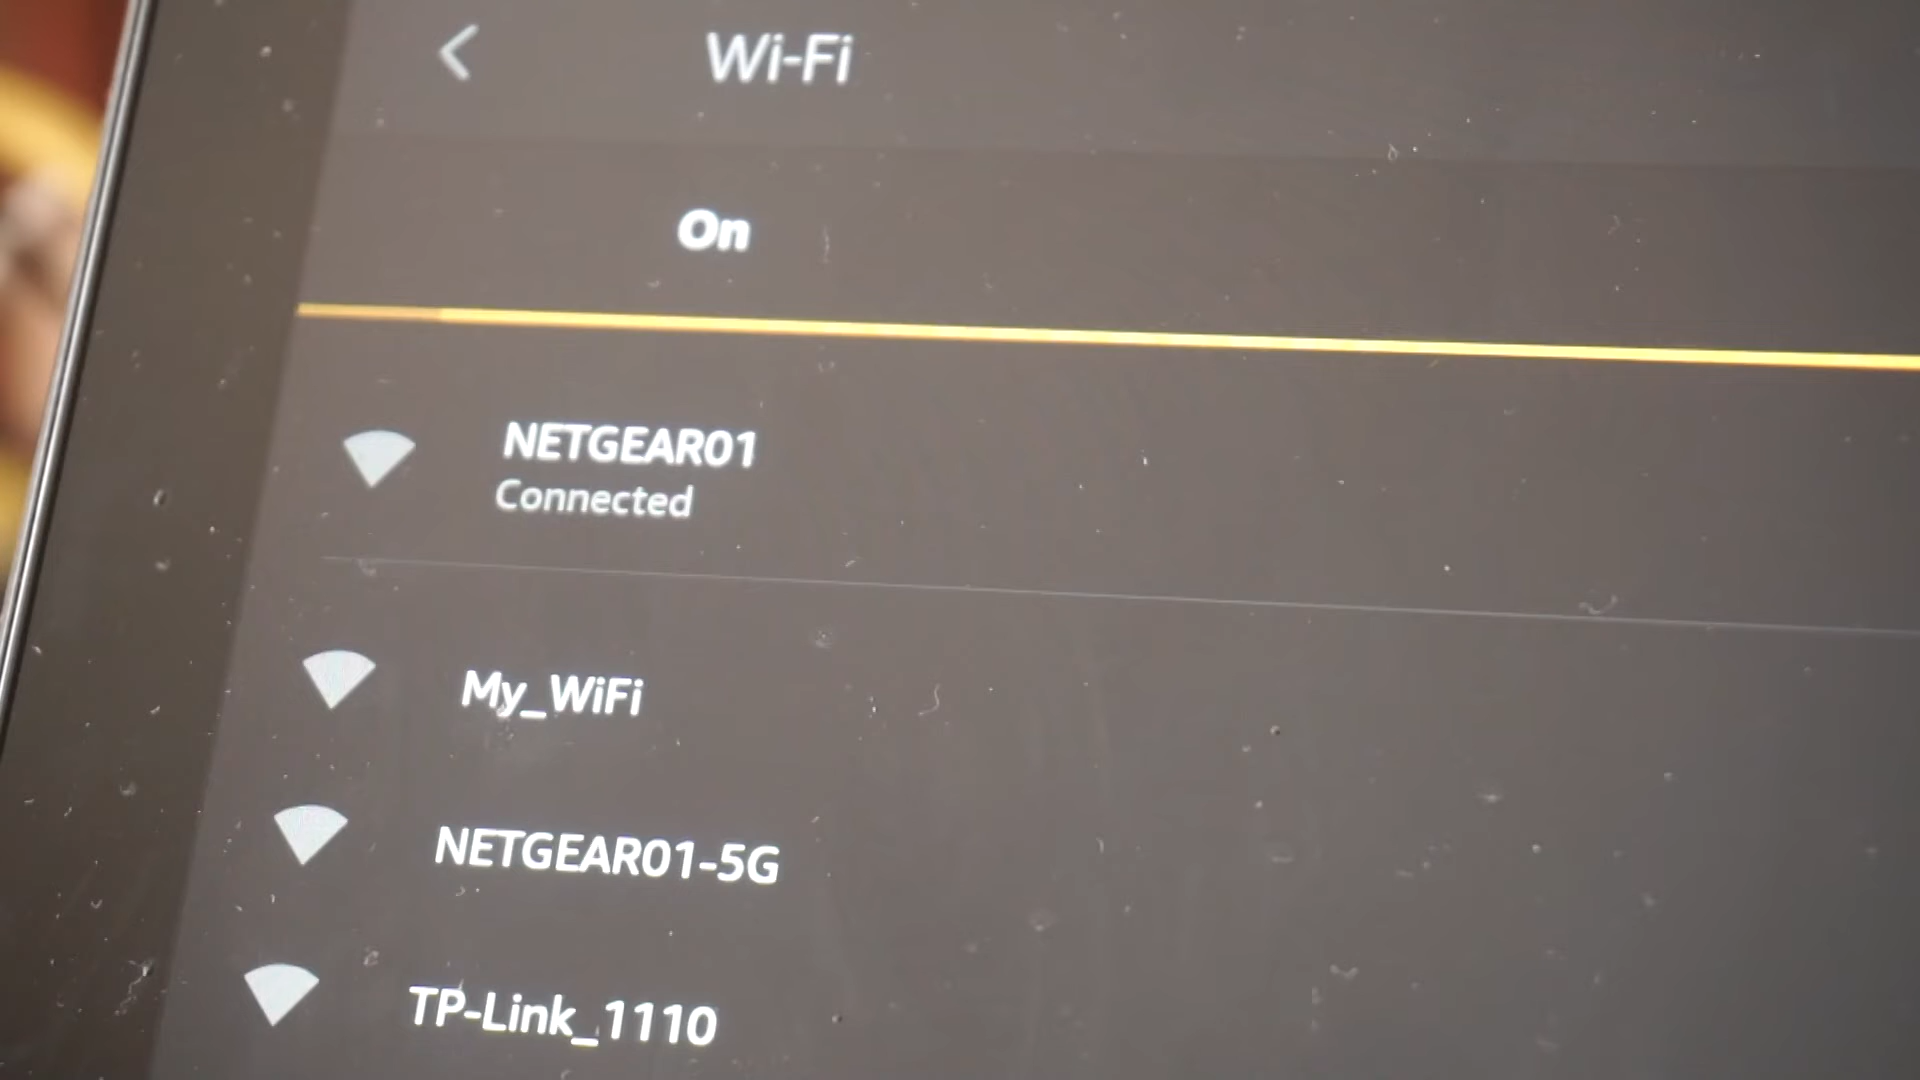 Wi-Fi
On
NETGEAR01
Connected
My_WiFi
NETGEAR01-5G
TP-Link_1110